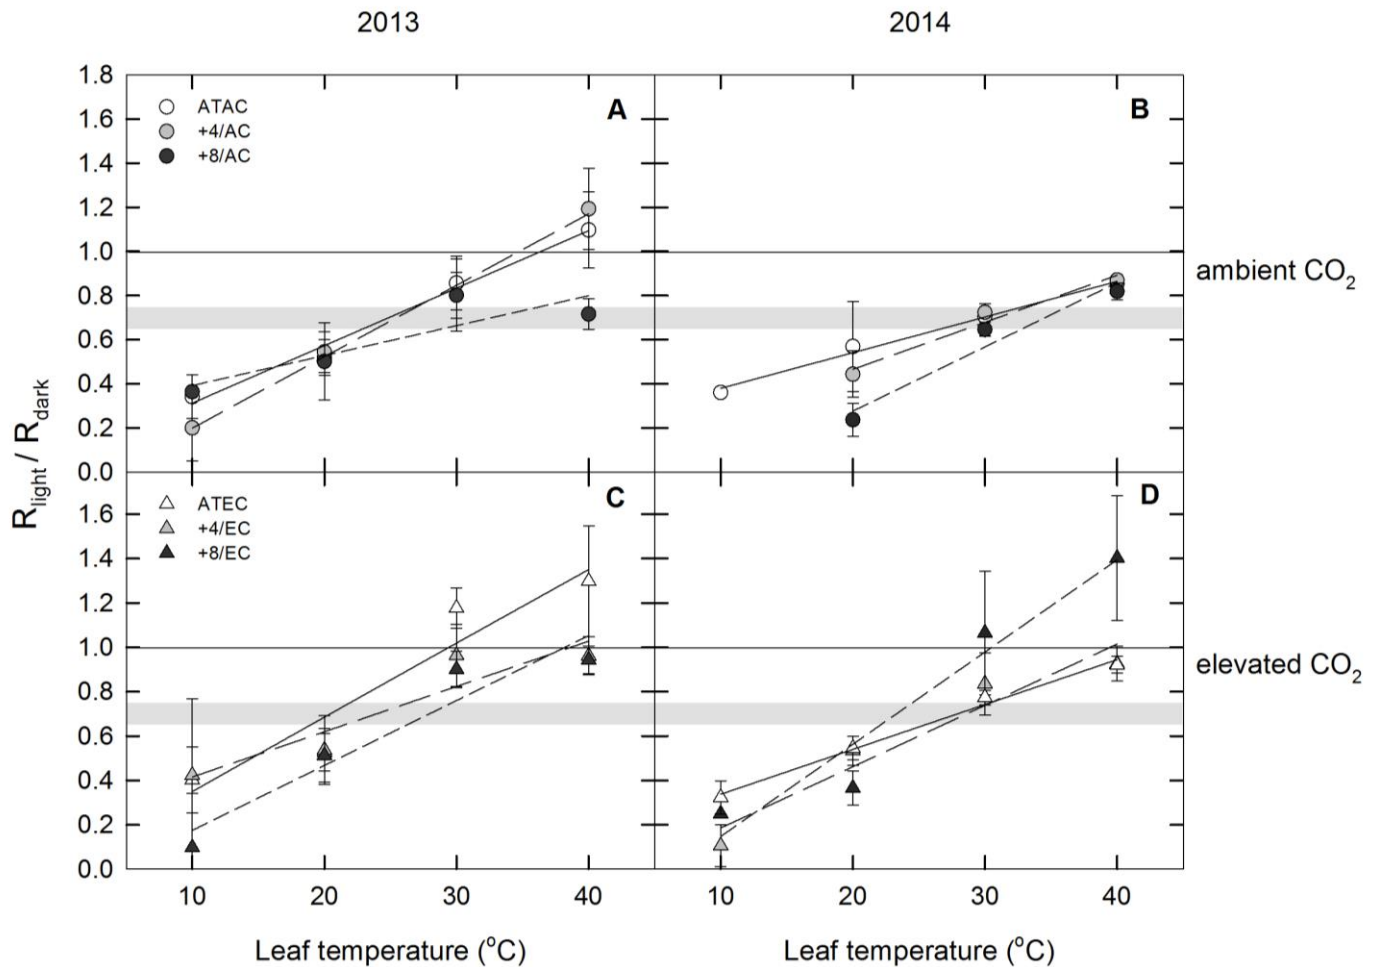 2013 2014
1.8
1.6
1.4
1.2
1.0
0.8
0.6
0.4
0.2
0.0
ATAC
+4/AC
+8/AC
A
B
ambient CO2
Rlight / Rdark
1.6
1.4
1.2
1.0
0.8
0.6
0.4
0.2
0.0
ATEC
+4/EC
+8/EC
C
D
elevated CO2
10 20 30 40 10 20 30 40
Leaf temperature (oC) Leaf temperature (oC)